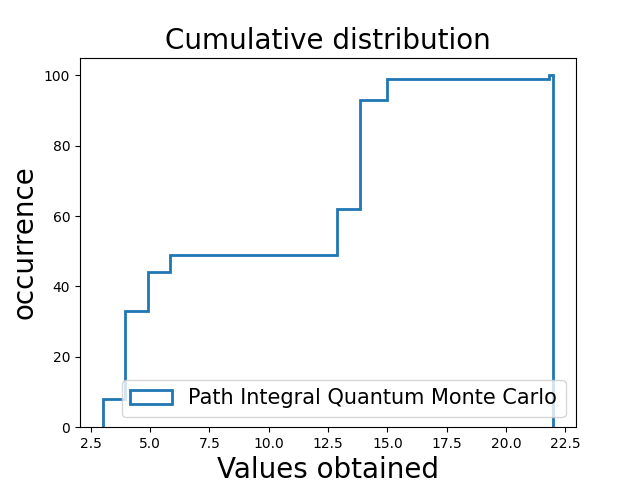 Cumulative distribution
occurrence
100
80
60
40
20
0
Path Integral Quantum Monte Carlo
2.5 5.0 7.5 10.0 12.5 15.0 17.5 20.0 22.5
Values obtained